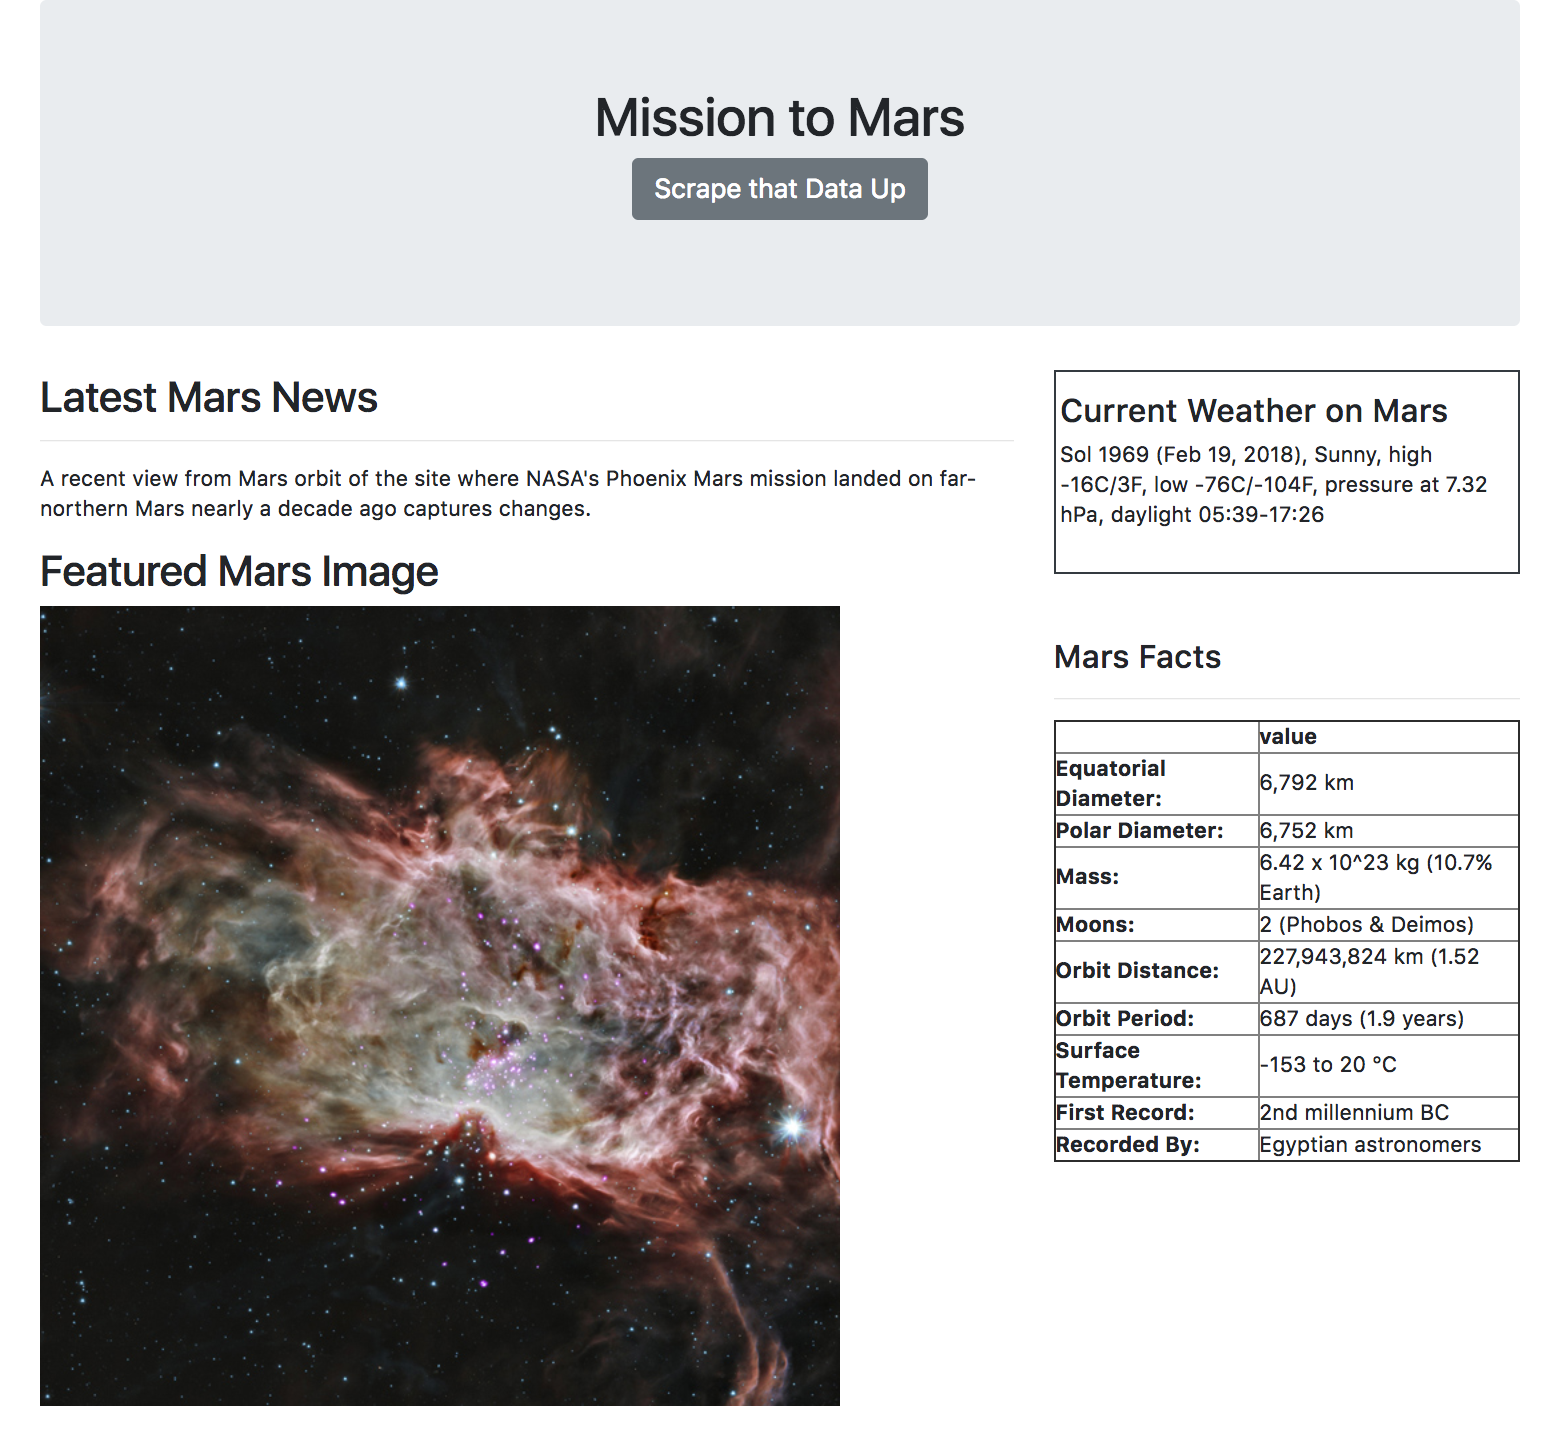 Mission to Mars
Scrape that Data Up
Latest Mars News
A recent view from Mars orbit of the site where NASA's Phoenix Mars mission landed on far-
northern Mars nearly a decade ago captures changes.
Featured Mars Image
Current Weather on Mars
Sol 1969 (Feb 19, 2018), Sunny, high
-16C/3F, low -76C/-104F, pressure at 7.32
hPa, daylight 05:39-17:26
Mars Facts
value
Equatorial
Diameter:
6,792 km
Polar Diameter:
6,752 km
Mass:
6.42 x 10^23 kg (10.7%
Earth)
Moons:
2 (Phobos & Deimos)
Orbit Distance:
227,943,824 km (1.52
AU)
Orbit Period:
687 days (1.9 years)
Surface
Temperature:
-153 to 20 °C
First Record:
2nd millennium BC
Recorded By:
Egyptian astronomers